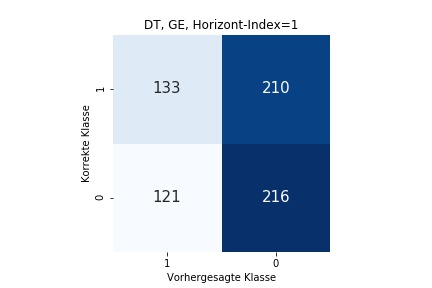 DT, GE, Horizont-Index=1
Korrekte Klasse
1
133
210
0
121
216
1
0
Vorhergesagte Klasse